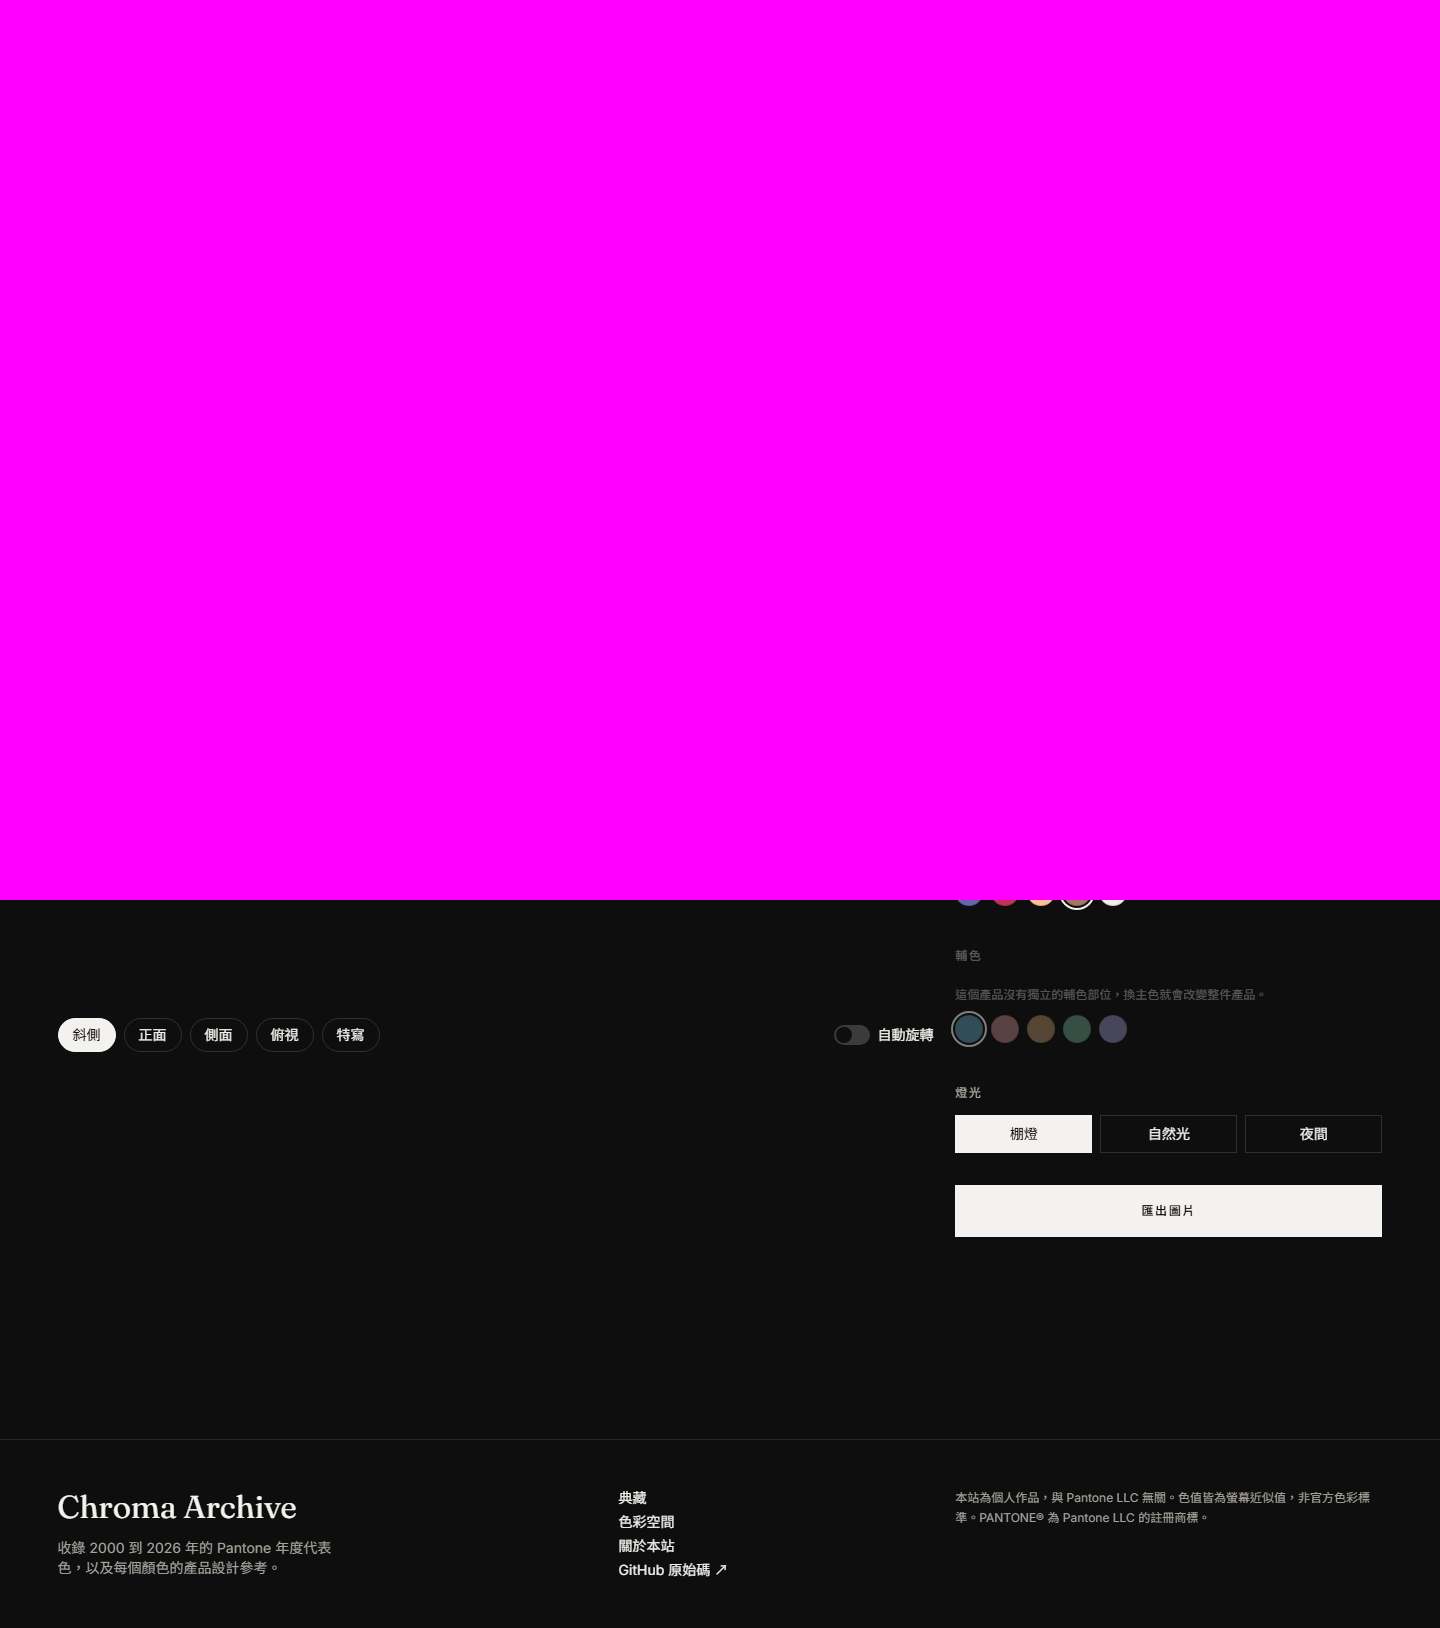 輔色
這個產品沒有獨立的輔色部位，換主色就會改變整件產品。
斜側 正面 側面 俯視 特寫 自動旋轉
燈光
棚燈 自然光 夜間
匯出圖片
Chroma Archive
收錄 2000 到 2026 年的 Pantone 年度代表
色，以及每個顏色的產品設計參考。
典藏
色彩空間
關於本站
GitHub 原始碼 ↗
本站為個人作品，與 Pantone LLC 無關。色值皆為螢幕近似值，非官方色彩標
準。PANTONE® 為 Pantone LLC 的註冊商標。